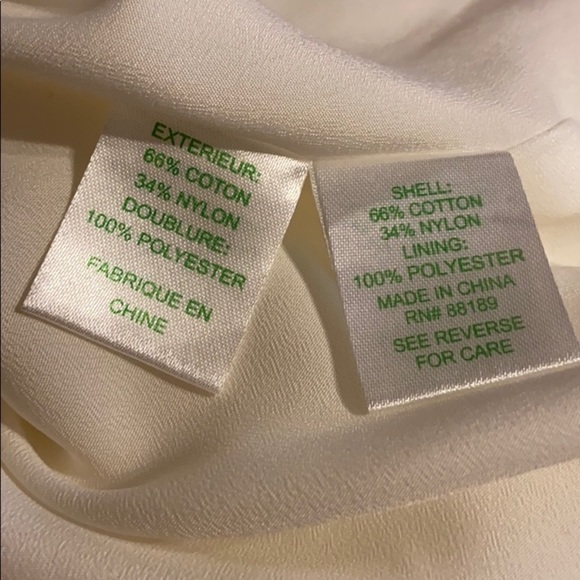 EXTERIEUR:
66% COTON
34% NYLON
DOUBLURE:
100% POLYESTER
FABRIQUE EN
CHINE
SHELL:
66% COTTON
34% NYLON
LINING:
100% POLYESTER
MADE IN CHINA
RN# 88189
SEE REVERSE
FOR CARE